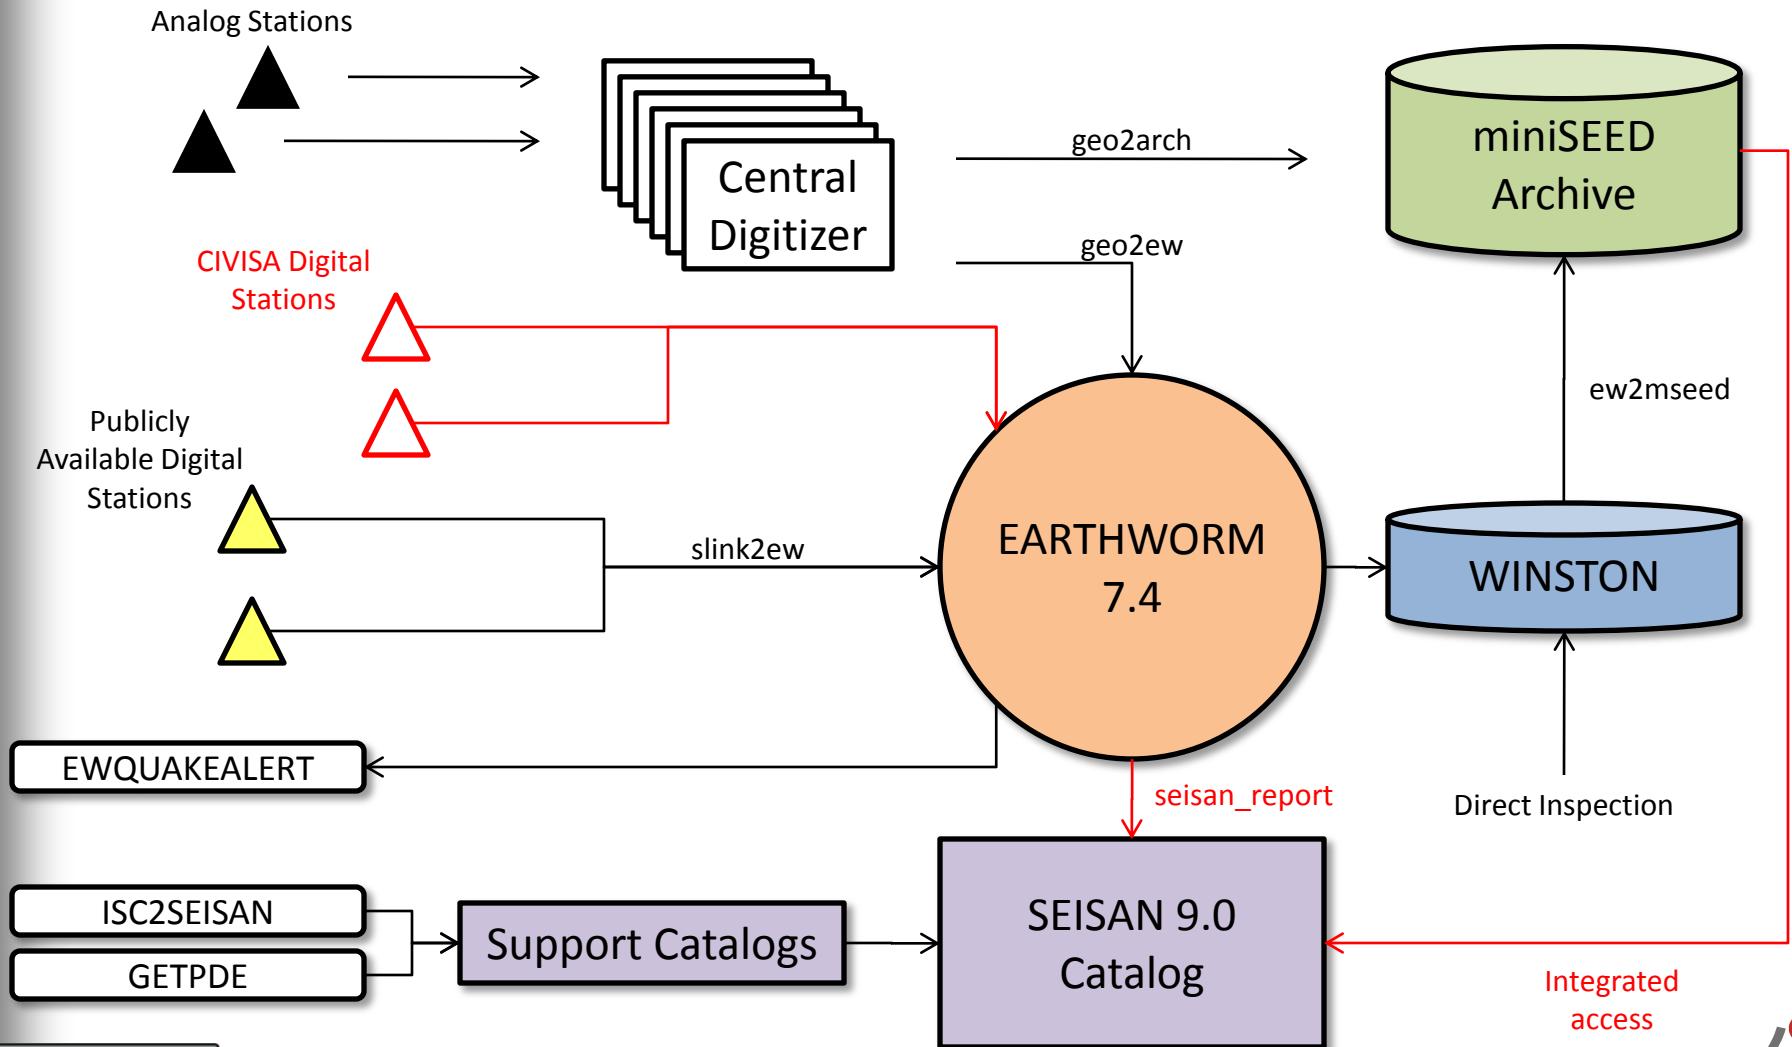 Analog Stations
Central
Digitizer
geo2arch
miniSEED
Archive
geo2ew
CIVISA Digital
Stations
ew2mseed
Publicly
Available Digital
Stations
slink2ew
EARTHWORM
7.4
WINSTON
EWQUAKEALERT
seisan_report
Direct Inspection
ISC2SEISAN
GETPDE
Support Catalogs
SEISAN 9.0
Catalog
Integrated
access